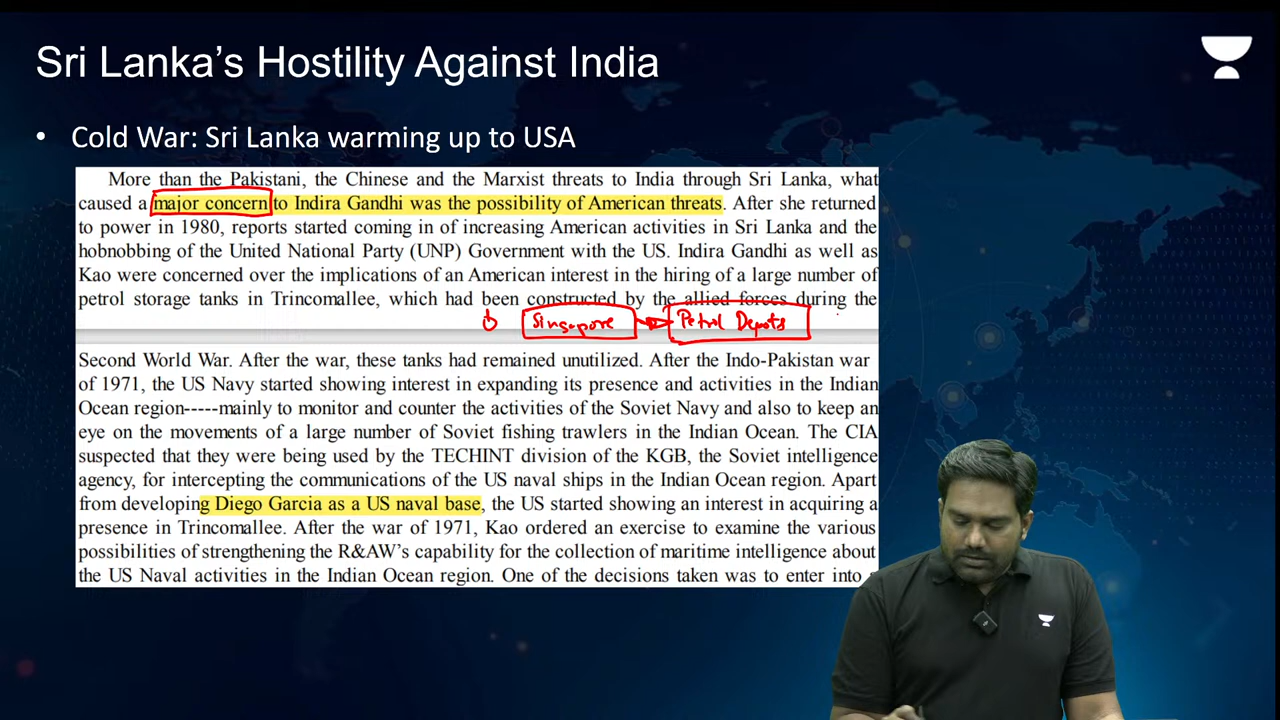 Sri Lanka's Hostility Against India
• Cold War: Sri Lanka warming up to USA
More than the Pakistani, the Chinese and the Marxist threats to India through Sri Lanka, what
caused a major concern to Indira Gandhi was the possibility of American threats. After she returned
to power in 1980, reports started coming in of increasing American activities in Sri Lanka and the
hobnobbing of the United National Party (UNP) Government with the US. Indira Gandhi as well as
Kao were concerned over the implications of an American interest in the hiring of a large number of
petrol storage tanks in Trincomallee, which had been constructed by the allied forces during the
Singapore Petrol Depots
Second World War. After the war, these tanks had remained unutilized. After the Indo-Pakistan war
of 1971, the US Navy started showing interest in expanding its presence and activities in the Indian
Ocean region-----mainly to monitor and counter the activities of the Soviet Navy and also to keep an
eye on the movements of a large number of Soviet fishing trawlers in the Indian Ocean. The CIA
suspected that they were being used by the TECHINT division of the KGB, the Soviet intelligence
agency, for intercepting the communications of the US naval ships in the Indian Ocean region. Apart
from developing Diego Garcia as a US naval base, the US started showing an interest in acquiring a
presence in Trincomallee. After the war of 1971, Kao ordered an exercise to examine the various
possibilities of strengthening the R&AW's capability for the collection of maritime intelligence about
the US Naval activities in the Indian Ocean region. One of the decisions taken was to enter into a